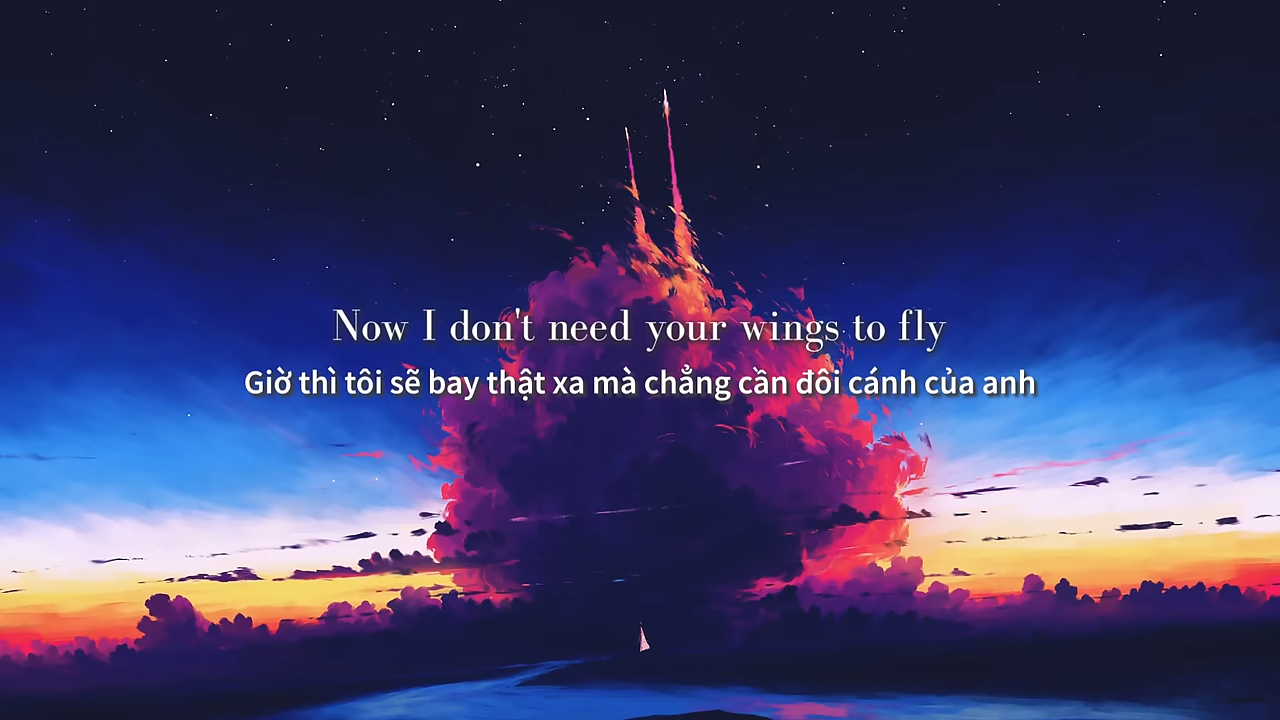 Now I don't need your wings to fly
Giờ thì tôi sẽ bay thật xa mà chẳng cần đôi cánh của anh